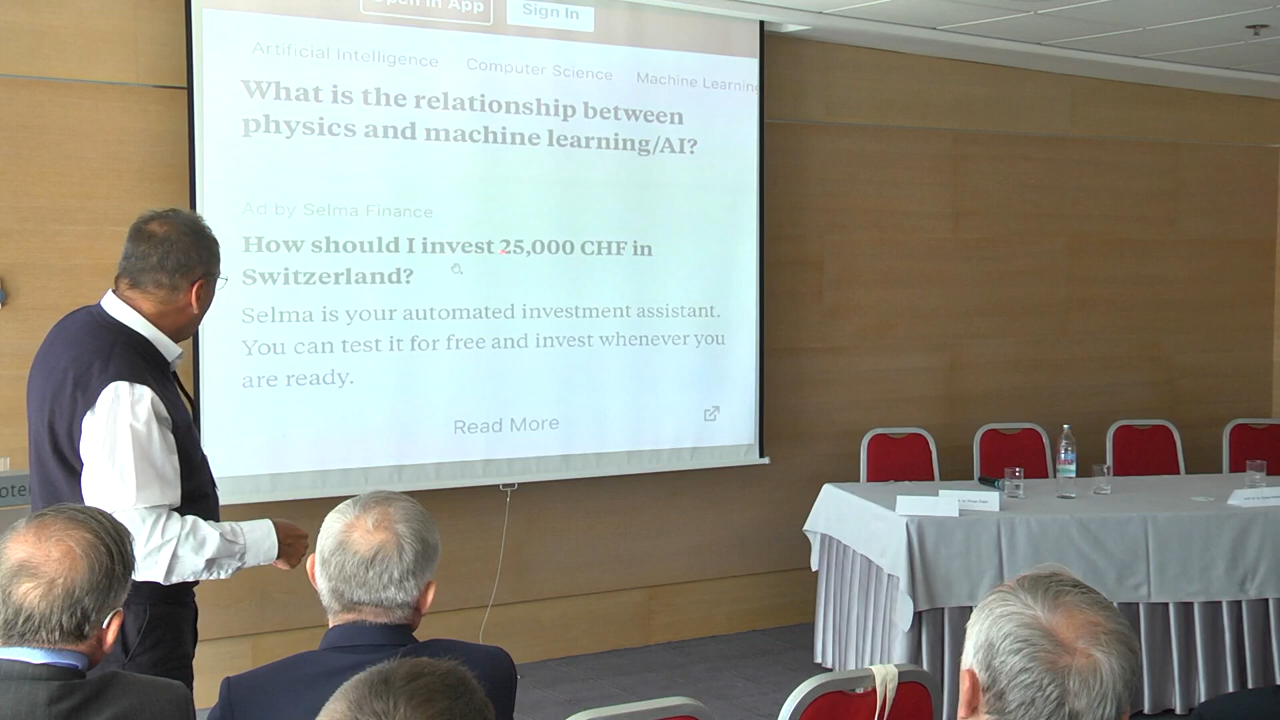 Open in App
Sign In
Artificial Intelligence Computer Science Machine Learning
What is the relationship between
physics and machine learning/AI?
Ad by Selma Finance
How should I invest 25,000 CHF in
Switzerland?
Selma is your automated investment assistant.
You can test it for free and invest whenever you
are ready.
Read More